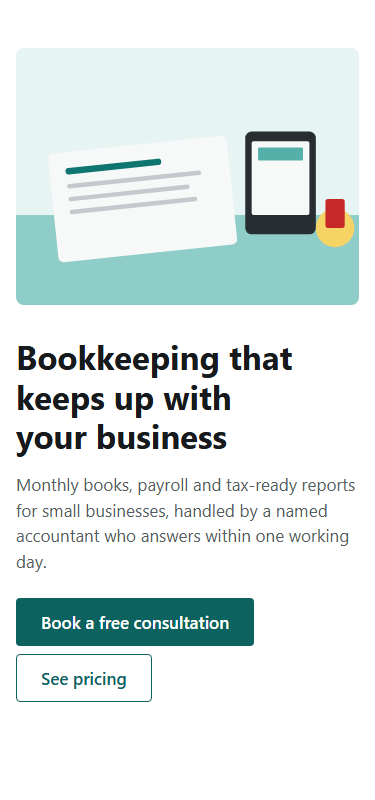 Bookkeeping that
keeps up with
your business
Monthly books, payroll and tax-ready reports
for small businesses, handled by a named
accountant who answers within one working
day.
Book a free consultation
See pricing